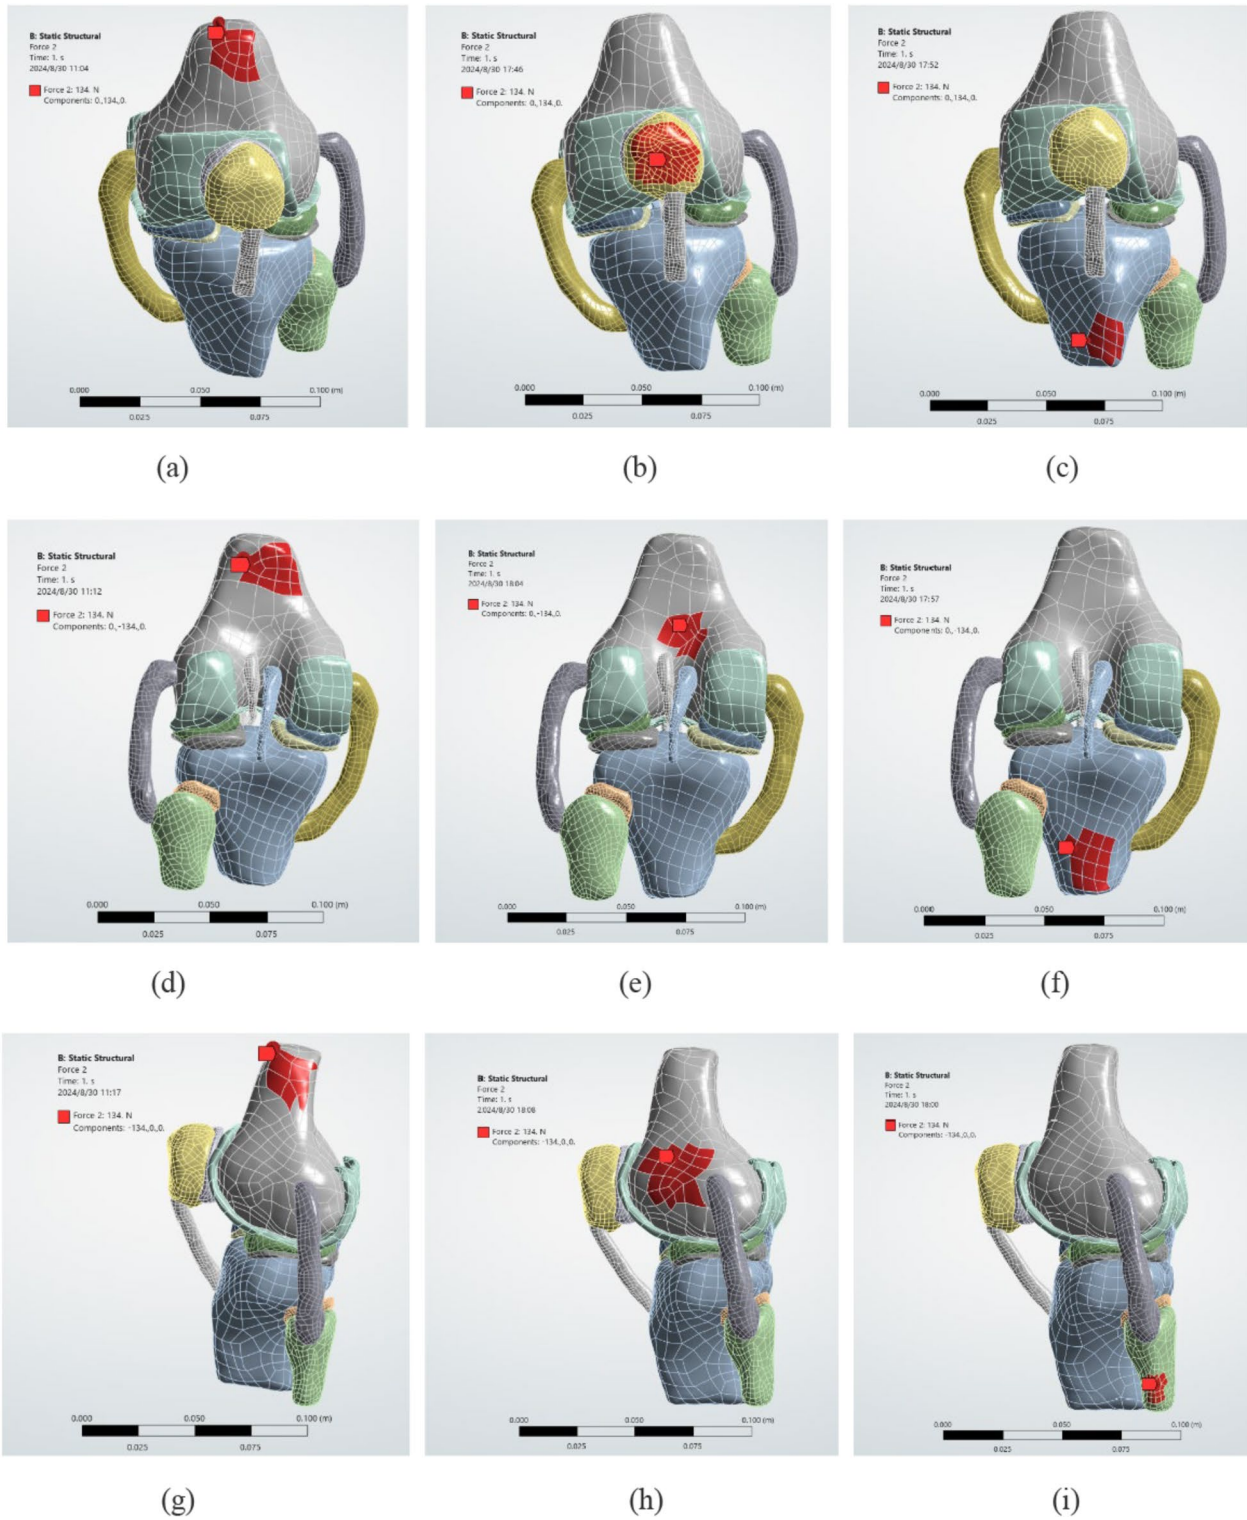 B: Static Structural
Force 2
Time: 1. s
2024/8/30 11:04
Force 2: 134. N
Components: 0.,134.,0.
0.000 0.050 0.100 (m)
0.025 0.075
(a)
B: Static Structural
Force 2
Time: 1. s
2024/8/30 17:46
Force 2: 134. N
Components: 0.,134.,0.
0.000 0.050 0.100 (m)
0.025 0.075
(b)
B: Static Structural
Force 2
Time: 1. s
2024/8/30 17:52
Force 2: 134. N
Components: 0.,134.,0.
0.000 0.050 0.100 (m)
0.025 0.075
(c)
B: Static Structural
Force 2
Time: 1. s
2024/8/30 11:12
Force 2: 134. N
Components: 0.,-134.,0.
0.000 0.050 0.100 (m)
0.025 0.075
(d)
B: Static Structural
Force 2
Time: 1. s
2024/8/30 18:04
Force 2: 134. N
Components: 0.,-134.,0.
0.000 0.050 0.100 (m)
0.025 0.075
(e)
B: Static Structural
Force 2
Time: 1. s
2024/8/30 17:57
Force 2: 134. N
Components: 0.,-134.,0.
0.000 0.050 0.100 (m)
0.025 0.075
(f)
B: Static Structural
Force 2
Time: 1. s
2024/8/30 11:17
Force 2: 134. N
Components: -134.,0.,0.
0.000 0.050 0.100 (m)
0.025 0.075
(g)
B: Static Structural
Force 2
Time: 1. s
2024/8/30 18:08
Force 2: 134. N
Components: -134.,0.,0.
0.000 0.050 0.100 (m)
0.025 0.075
(h)
B: Static Structural
Force 2
Time: 1. s
2024/8/30 18:00
Force 2: 134. N
Components: -134.,0.,0.
0.000 0.050 0.100 (m)
0.025 0.075
(i)